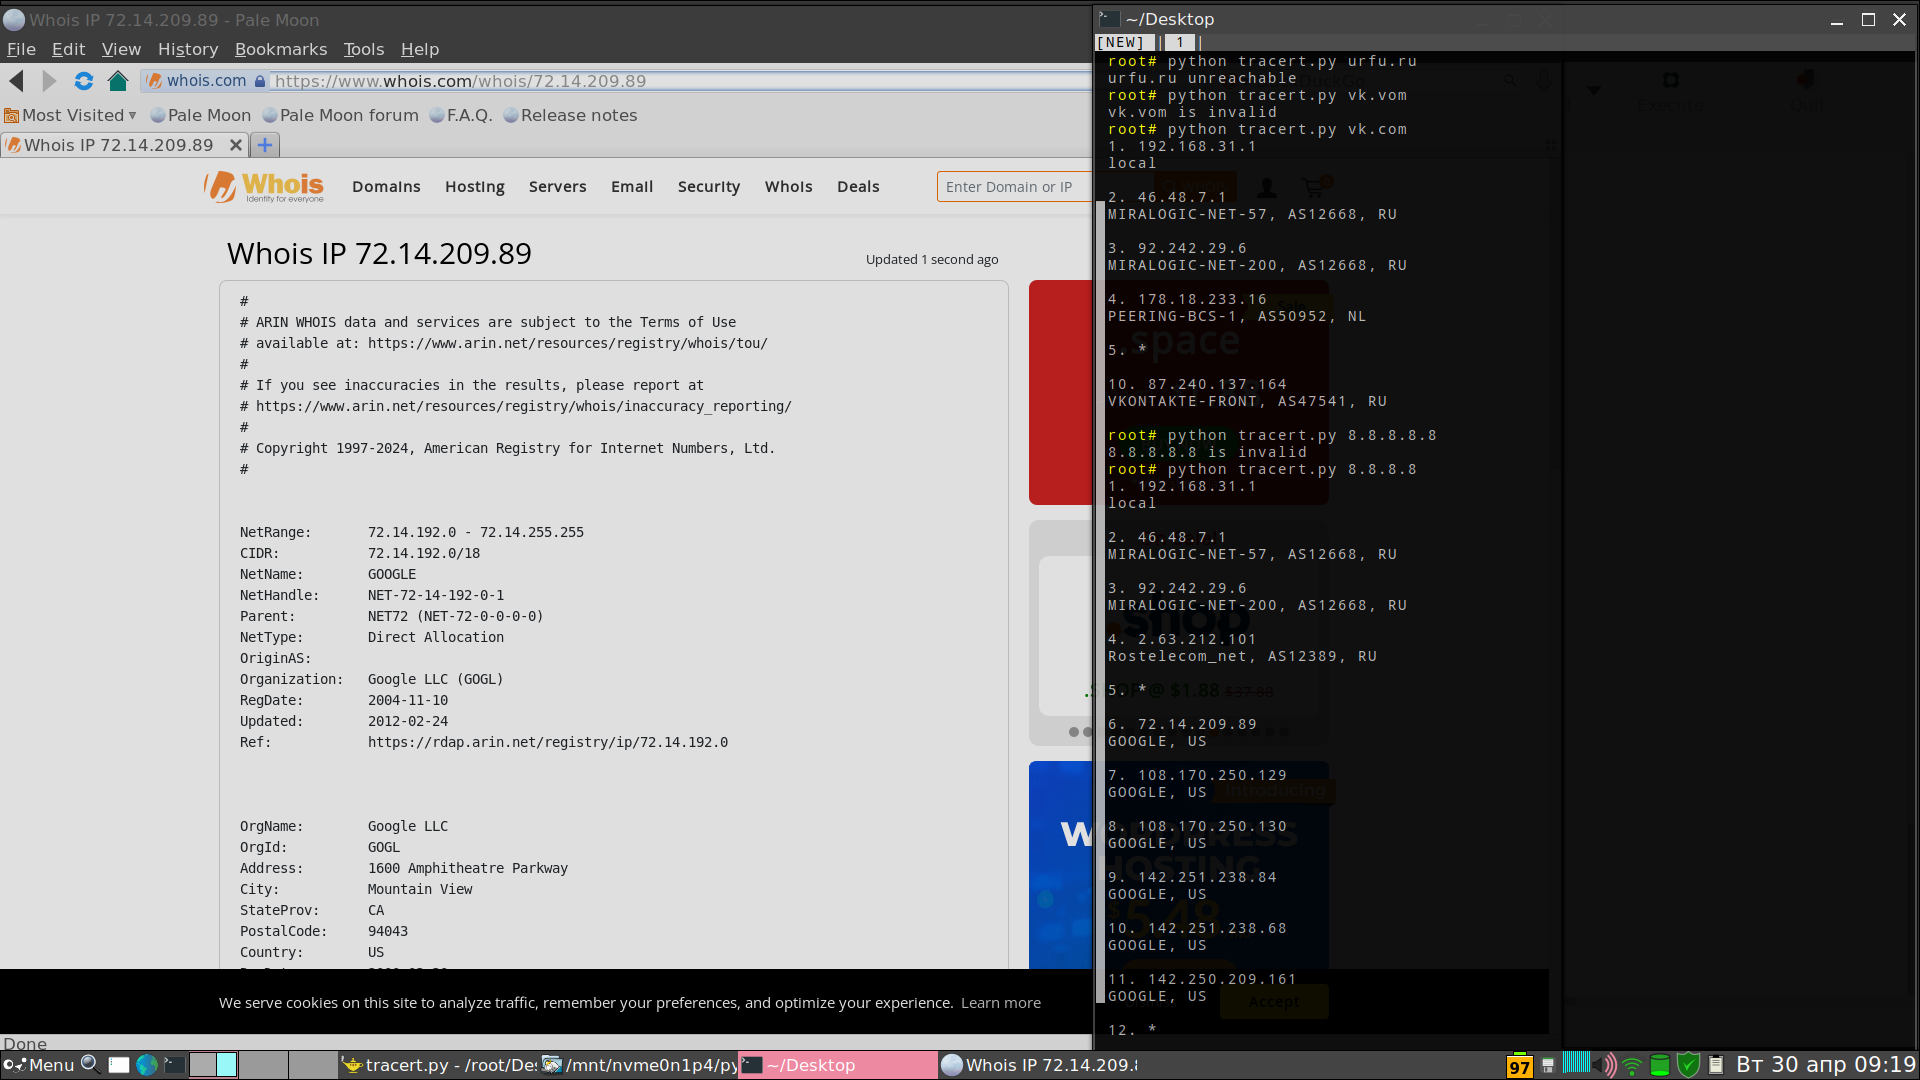 Whois IP 72.14.209.89 - Pale Moon
File Edit View History Bookmarks Tools Help
whois.com https://www.whois.com/whois/72.14.209.89
Most Visited Pale Moon Pale Moon forum F.A.Q. Release notes
Whois IP 72.14.209.89
Whois
Identity for everyone
Domains Hosting Servers Email Security Whois Deals
Enter Domain or IP
Whois IP 72.14.209.89
Updated 1 second ago
#
# ARIN WHOIS data and services are subject to the Terms of Use
# available at: https://www.arin.net/resources/registry/whois/tou/
#
# If you see inaccuracies in the results, please report at
# https://www.arin.net/resources/registry/whois/inaccuracy_reporting/
#
# Copyright 1997-2024, American Registry for Internet Numbers, Ltd.
#
NetRange: 72.14.192.0 - 72.14.255.255
CIDR: 72.14.192.0/18
NetName: GOOGLE
NetHandle: NET-72-14-192-0-1
Parent: NET72 (NET-72-0-0-0-0)
NetType: Direct Allocation
OriginAS:
Organization: Google LLC (GOGL)
RegDate: 2004-11-10
Updated: 2012-02-24
Ref: https://rdap.arin.net/registry/ip/72.14.192.0
OrgName: Google LLC
OrgId: GOGL
Address: 1600 Amphitheatre Parkway
City: Mountain View
StateProv: CA
PostalCode: 94043
Country: US
We serve cookies on this site to analyze traffic, remember your preferences, and optimize your experience. Learn more
Accept
Done
~/Desktop
[NEW] | 1 |
root# python tracert.py urfu.ru
urfu.ru unreachable
root# python tracert.py vk.vom
vk.vom is invalid
root# python tracert.py vk.com
1. 192.168.31.1
local
2. 46.48.7.1
MIRALOGIC-NET-57, AS12668, RU
3. 92.242.29.6
MIRALOGIC-NET-200, AS12668, RU
4. 178.18.233.16
PEERING-BCS-1, AS50952, NL
5. *
10. 87.240.137.164
VKONTAKTE-FRONT, AS47541, RU
root# python tracert.py 8.8.8.8.8
8.8.8.8.8 is invalid
root# python tracert.py 8.8.8.8
1. 192.168.31.1
local
2. 46.48.7.1
MIRALOGIC-NET-57, AS12668, RU
3. 92.242.29.6
MIRALOGIC-NET-200, AS12668, RU
4. 2.63.212.101
Rostelecom_net, AS12389, RU
5. *
6. 72.14.209.89
GOOGLE, US
7. 108.170.250.129
GOOGLE, US
8. 108.170.250.130
GOOGLE, US
9. 142.251.238.84
GOOGLE, US
10. 142.251.238.68
GOOGLE, US
11. 142.250.209.161
GOOGLE, US
12. *
.space
@ $1.88 $37.88
Introducing
WORDPRESS
HOSTING
Menu tracert.py - /root/Des /mnt/nvme0n1p4/py ~/Desktop Whois IP 72.14.209.8 97 Вт 30 апр 09:19